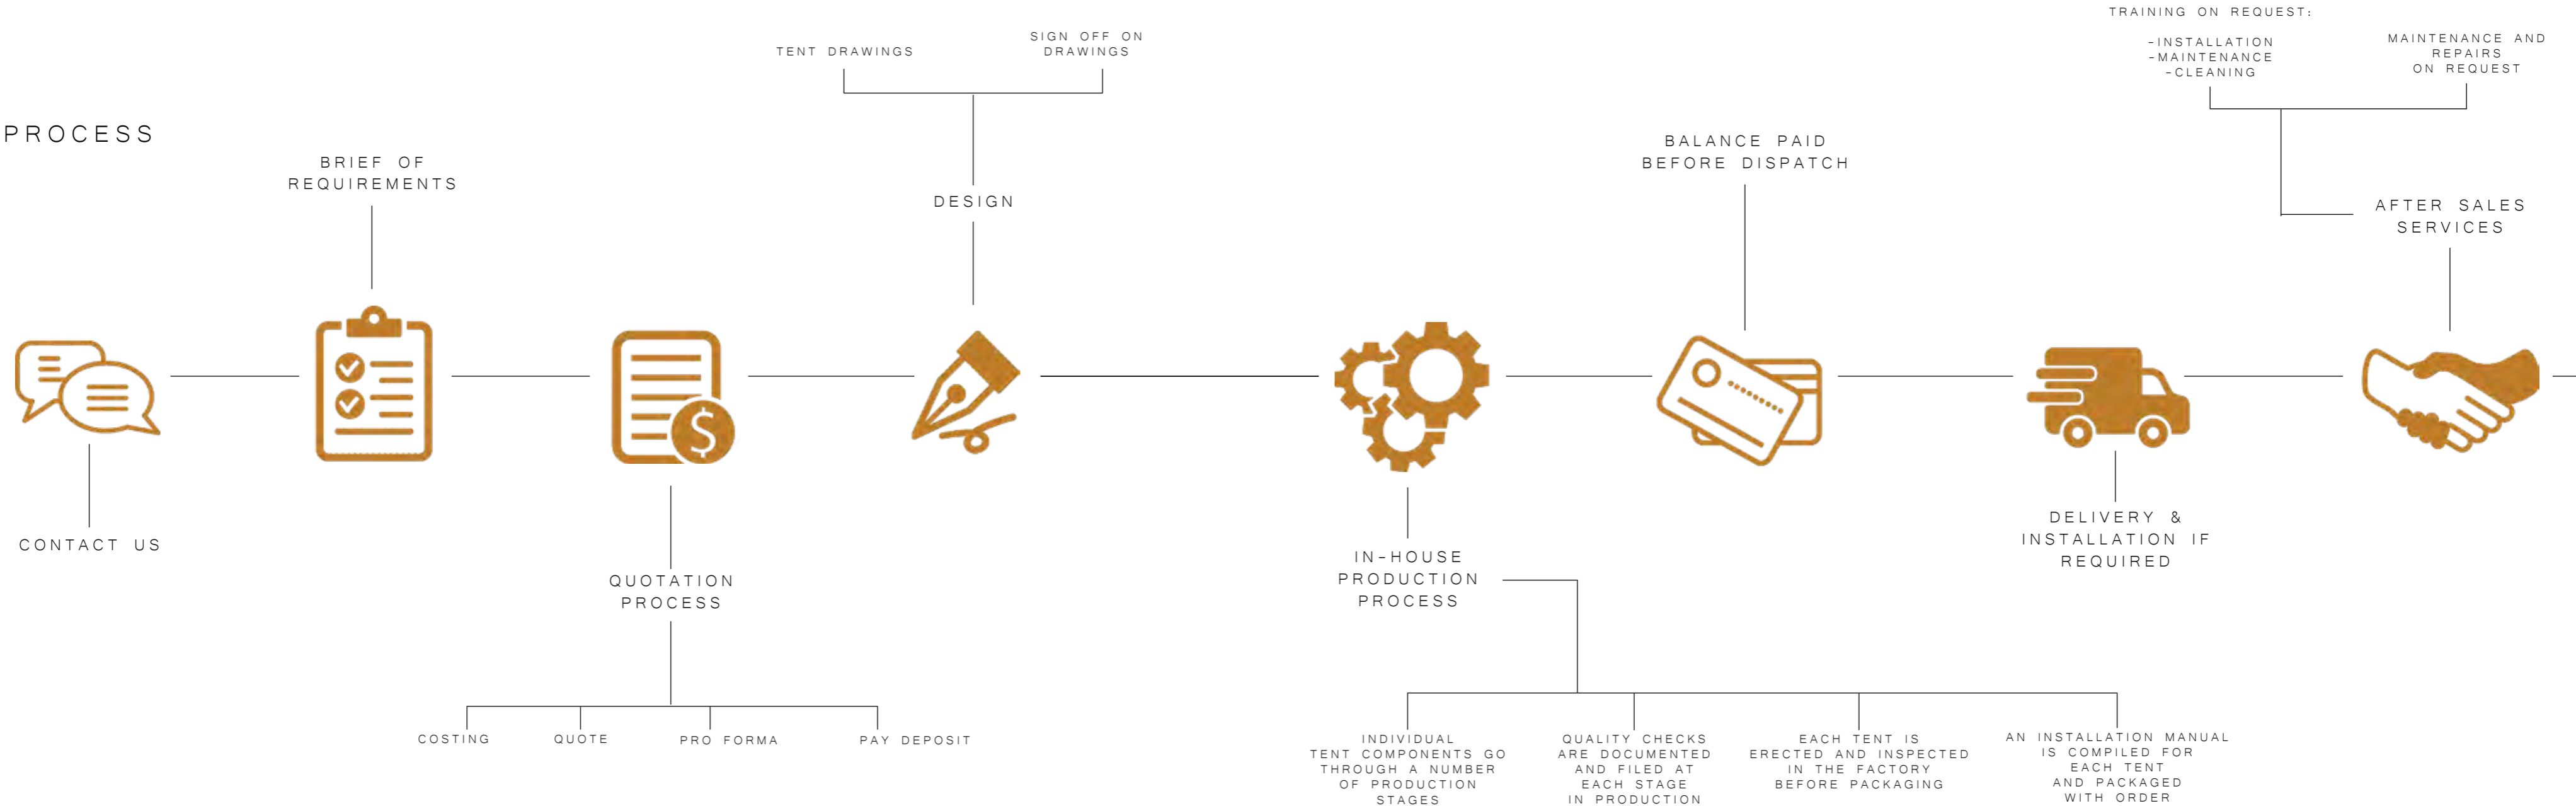 PROCESS
CONTACT US
BRIEF OF
REQUIREMENTS
QUOTATION
PROCESS
COSTING
QUOTE
PRO FORMA
PAY DEPOSIT
TENT DRAWINGS
SIGN OFF ON
DRAWINGS
DESIGN
$
IN-HOUSE
PRODUCTION
PROCESS
INDIVIDUAL
TENT COMPONENTS GO
THROUGH A NUMBER
OF PRODUCTION
STAGES
QUALITY CHECKS
ARE DOCUMENTED
AND FILED AT
EACH STAGE
IN PRODUCTION
EACH TENT IS
ERECTED AND INSPECTED
IN THE FACTORY
BEFORE PACKAGING
AN INSTALLATION MANUAL
IS COMPILED FOR
EACH TENT
AND PACKAGED
WITH ORDER
BALANCE PAID
BEFORE DISPATCH
DELIVERY &
INSTALLATION IF
REQUIRED
TRAINING ON REQUEST:
-INSTALLATION
-MAINTENANCE
-CLEANING
MAINTENANCE AND
REPAIRS
ON REQUEST
AFTER SALES
SERVICES